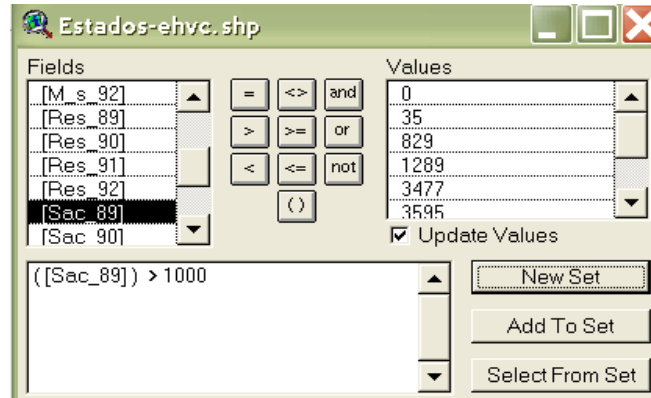 Estados-ehvc.shp
Fields
Values
[M_s_92]
[Res_89]
[Res_90]
[Res_91]
[Res_92]
[Sac_89]
[Sac_90]
= <> and
> >= or
< <= not
()
0
35
829
1289
3477
3595
Update Values
([Sac_89]) > 1000
New Set
Add To Set
Select From Set